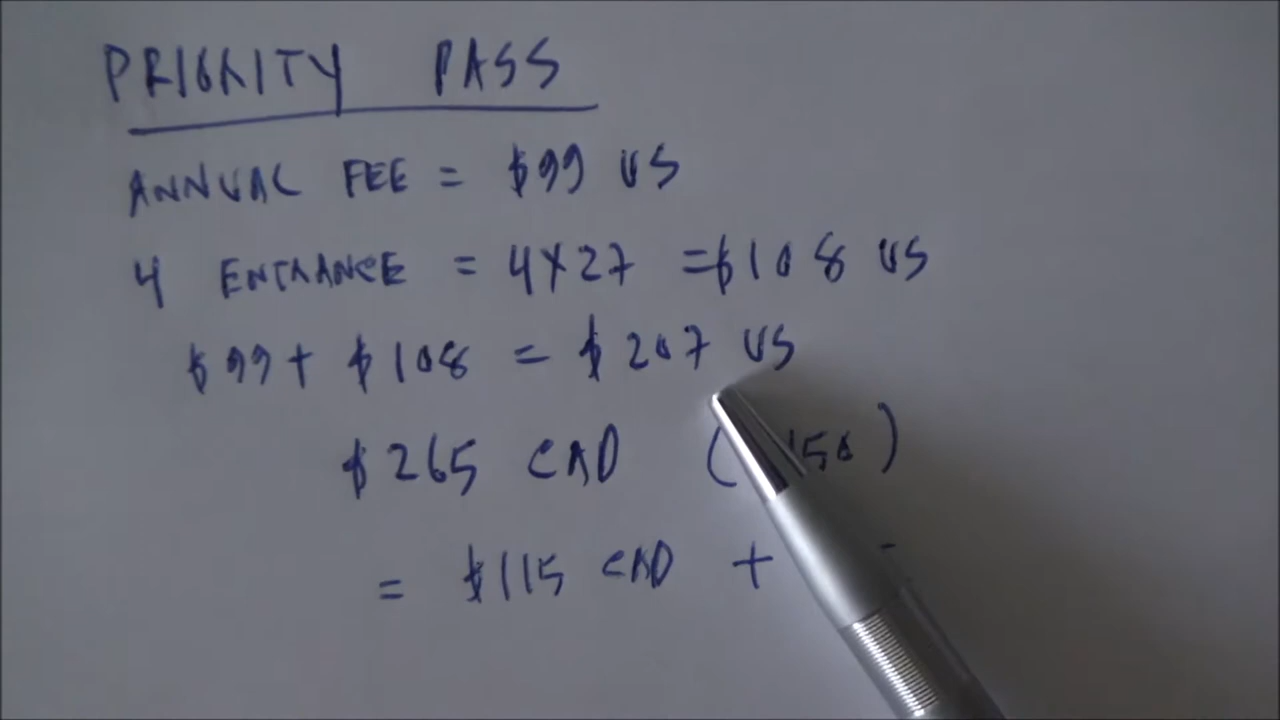 PRIORITY PASS
ANNUAL FEE = $99 US
4 ENTRANCE = 4X27 = $108 US
$99 + $108 = $207 US
$265 CAD ( 150 )
= $115 CAD +